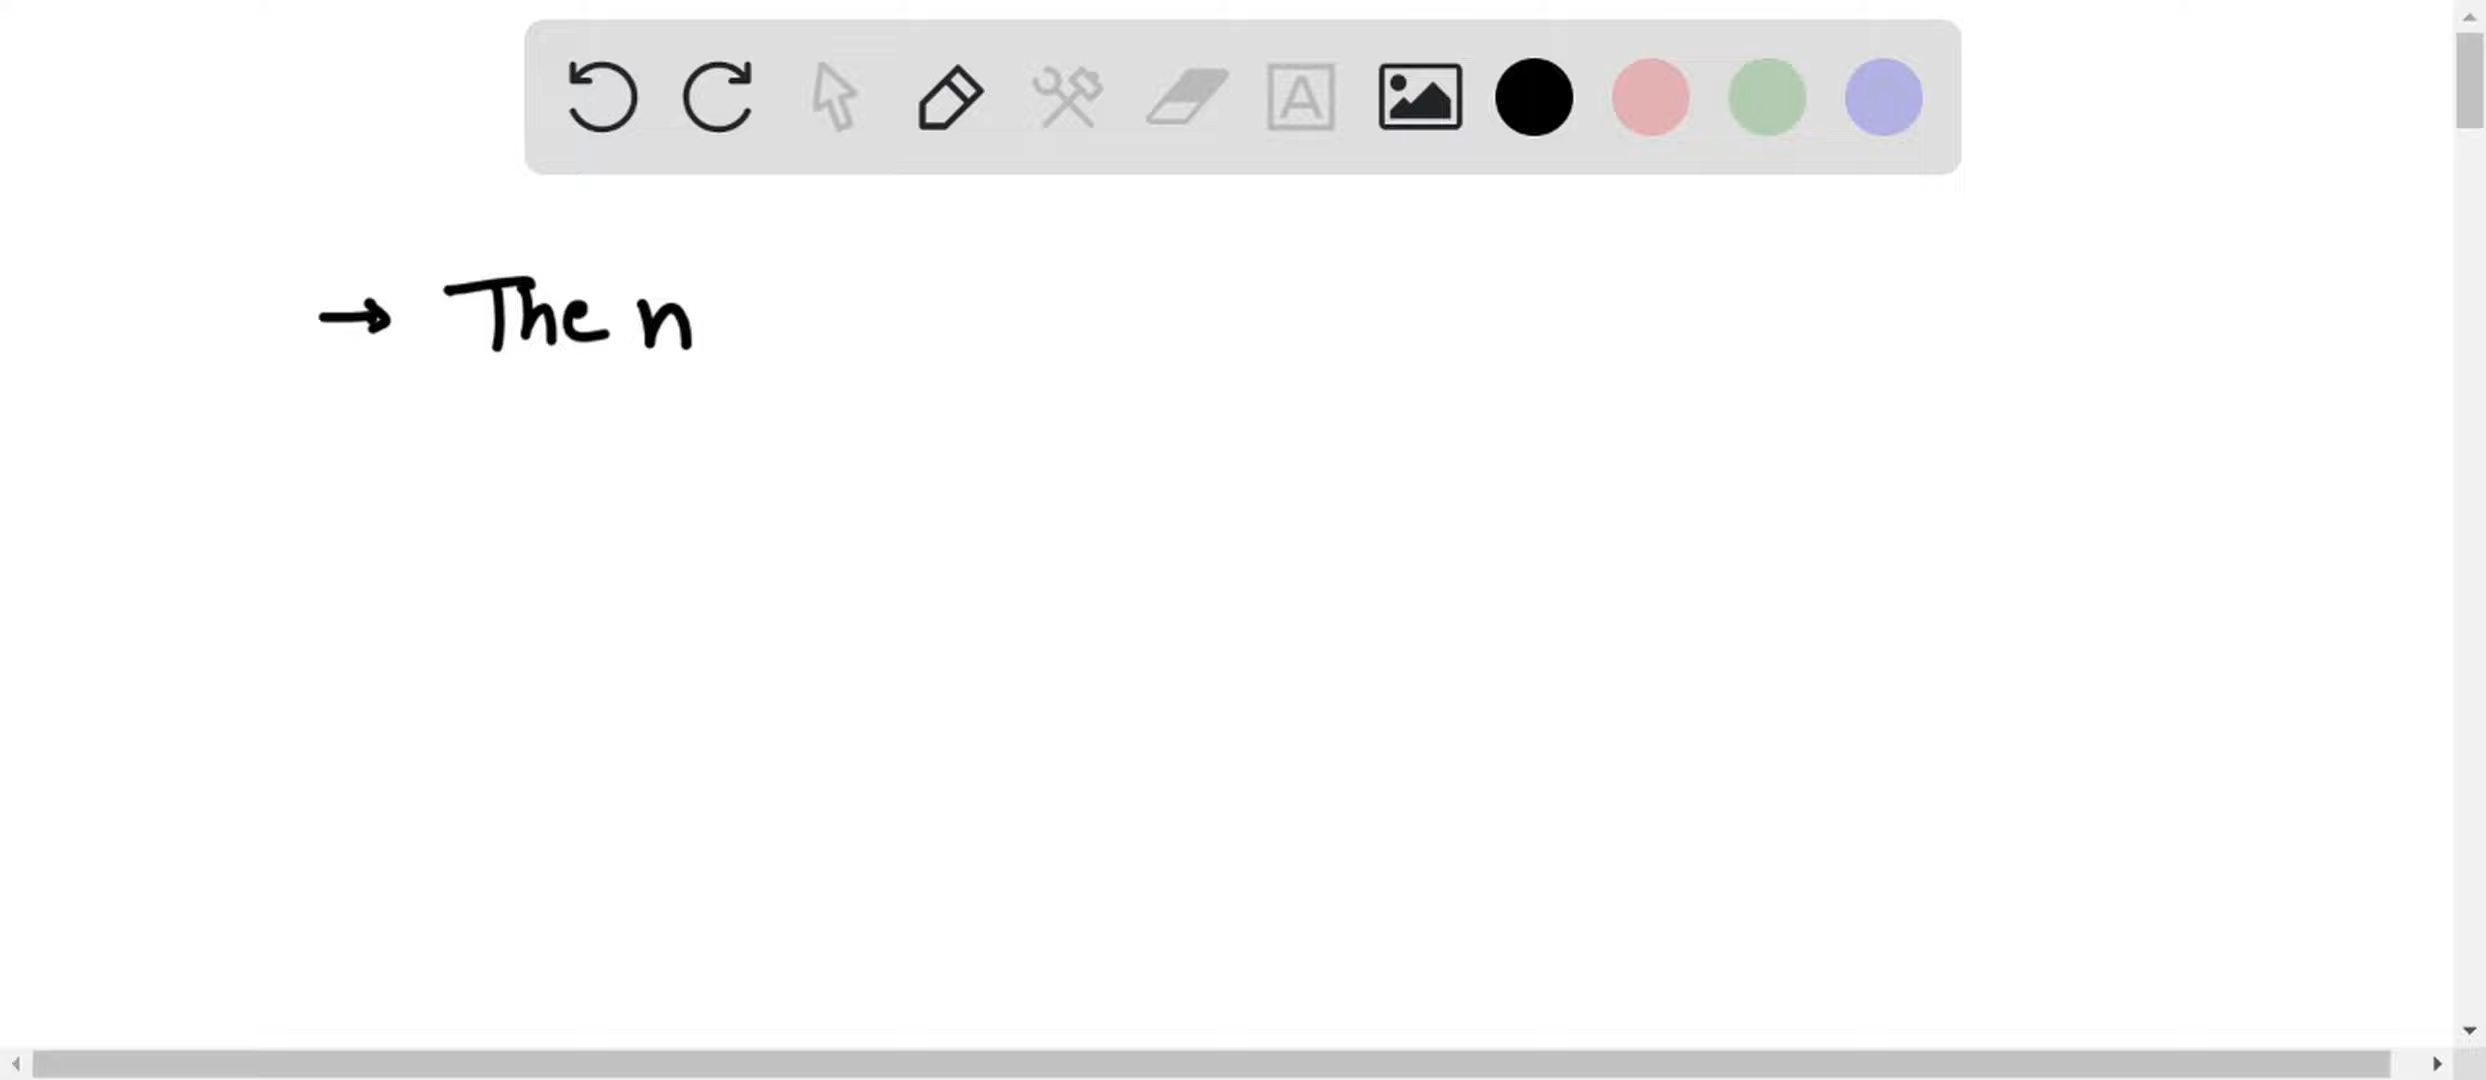 → The n